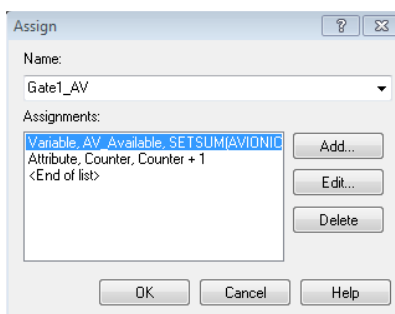 Assign
?
Name:
Gate1_AV
Assignments:
Variable, AV_Available, SETSUM(AVIONIC
Attribute, Counter, Counter + 1
<End of list>
Add...
Edit...
Delete
OK
Cancel
Help